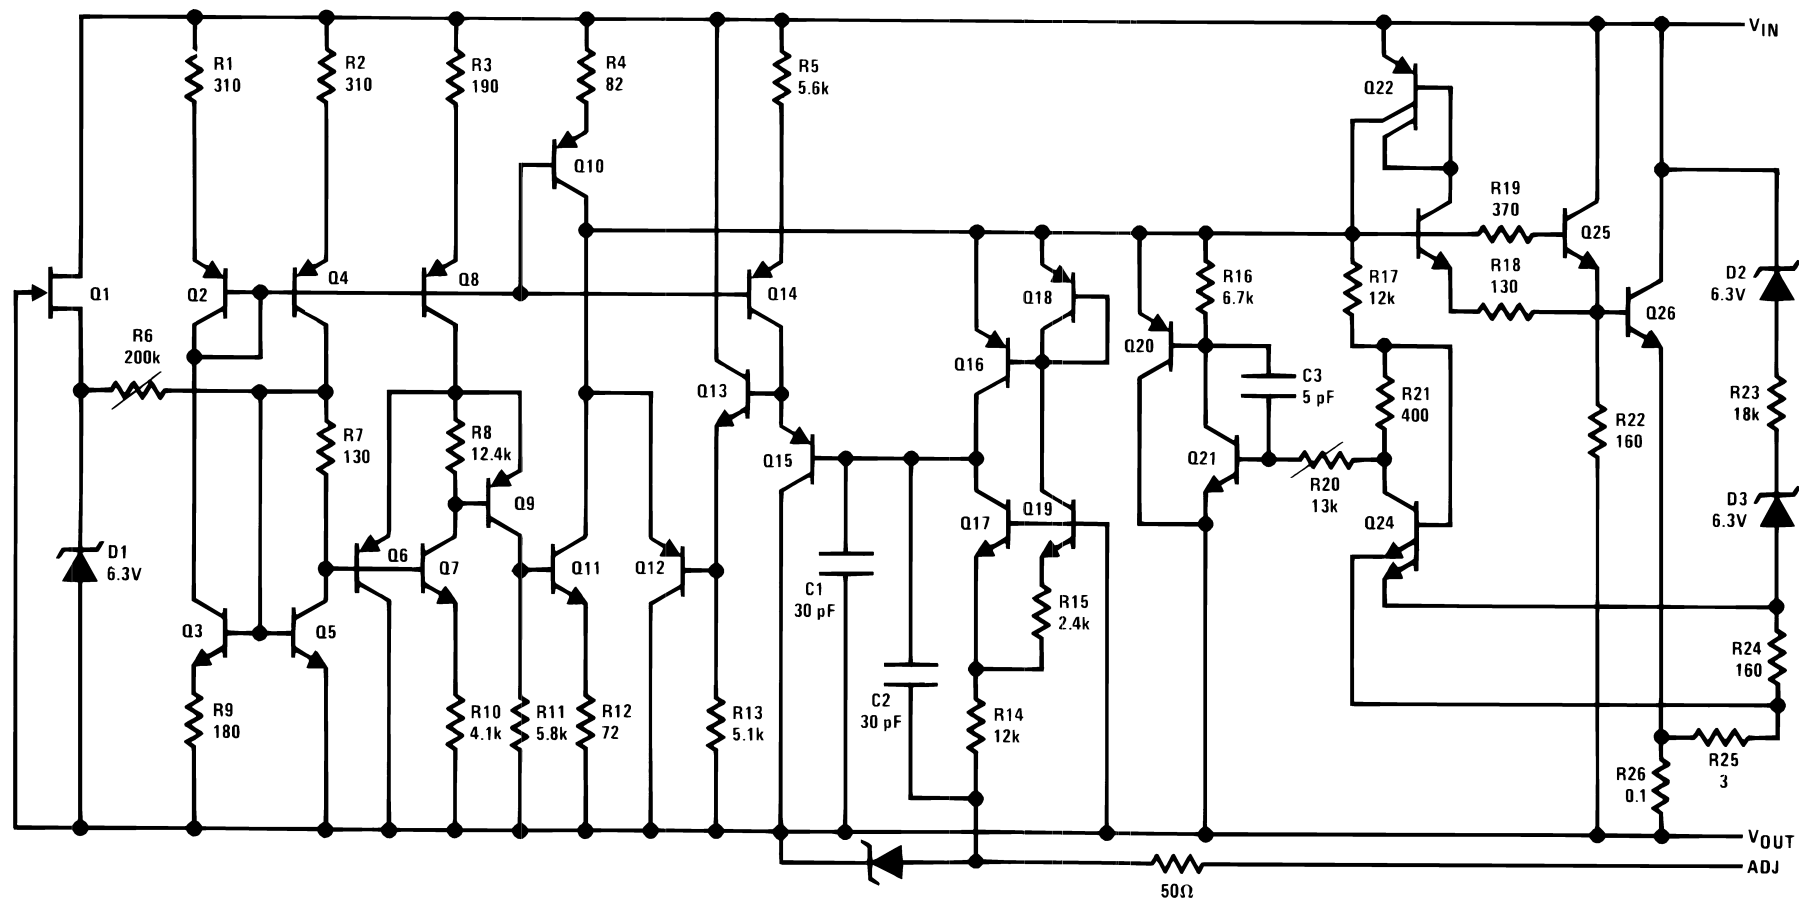 V_IN
R1
310
R2
310
R3
190
R4
82
R5
5.6k
Q22
Q10
R19
370
Q25
R18
130
Q1
Q2
Q4
Q8
Q14
Q18
R16
6.7k
R17
12k
D2
6.3V
Q26
R6
200k
Q20
Q16
C3
5 pF
R21
400
R23
18k
Q13
R7
130
R8
12.4k
R22
160
Q15
Q21
R20
13k
Q9
Q17
Q19
Q24
D3
6.3V
D1
6.3V
Q6
Q7
Q11
Q12
C1
30 pF
R15
2.4k
Q3
Q5
R24
160
R9
180
R10
4.1k
R11
5.8k
R12
72
R13
5.1k
C2
30 pF
R14
12k
R25
3
R26
0.1
V_OUT
ADJ
50Ω